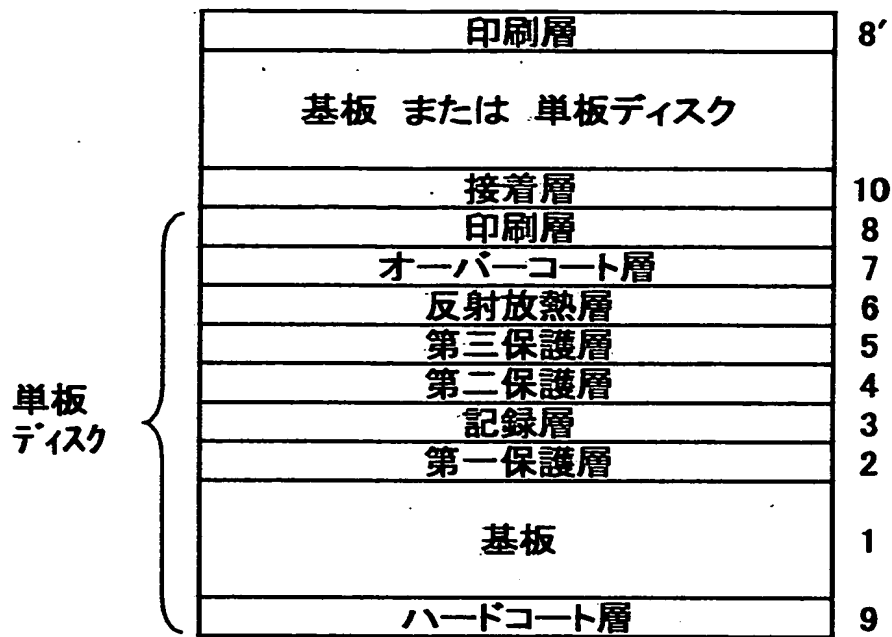 印刷層 8′
基板 または 単板ディスク
接着層 10
印刷層 8
オーバーコート層 7
反射放熱層 6
第三保護層 5
第二保護層 4
記録層 3
第一保護層 2
基板 1
ハードコート層 9
単板
ディスク